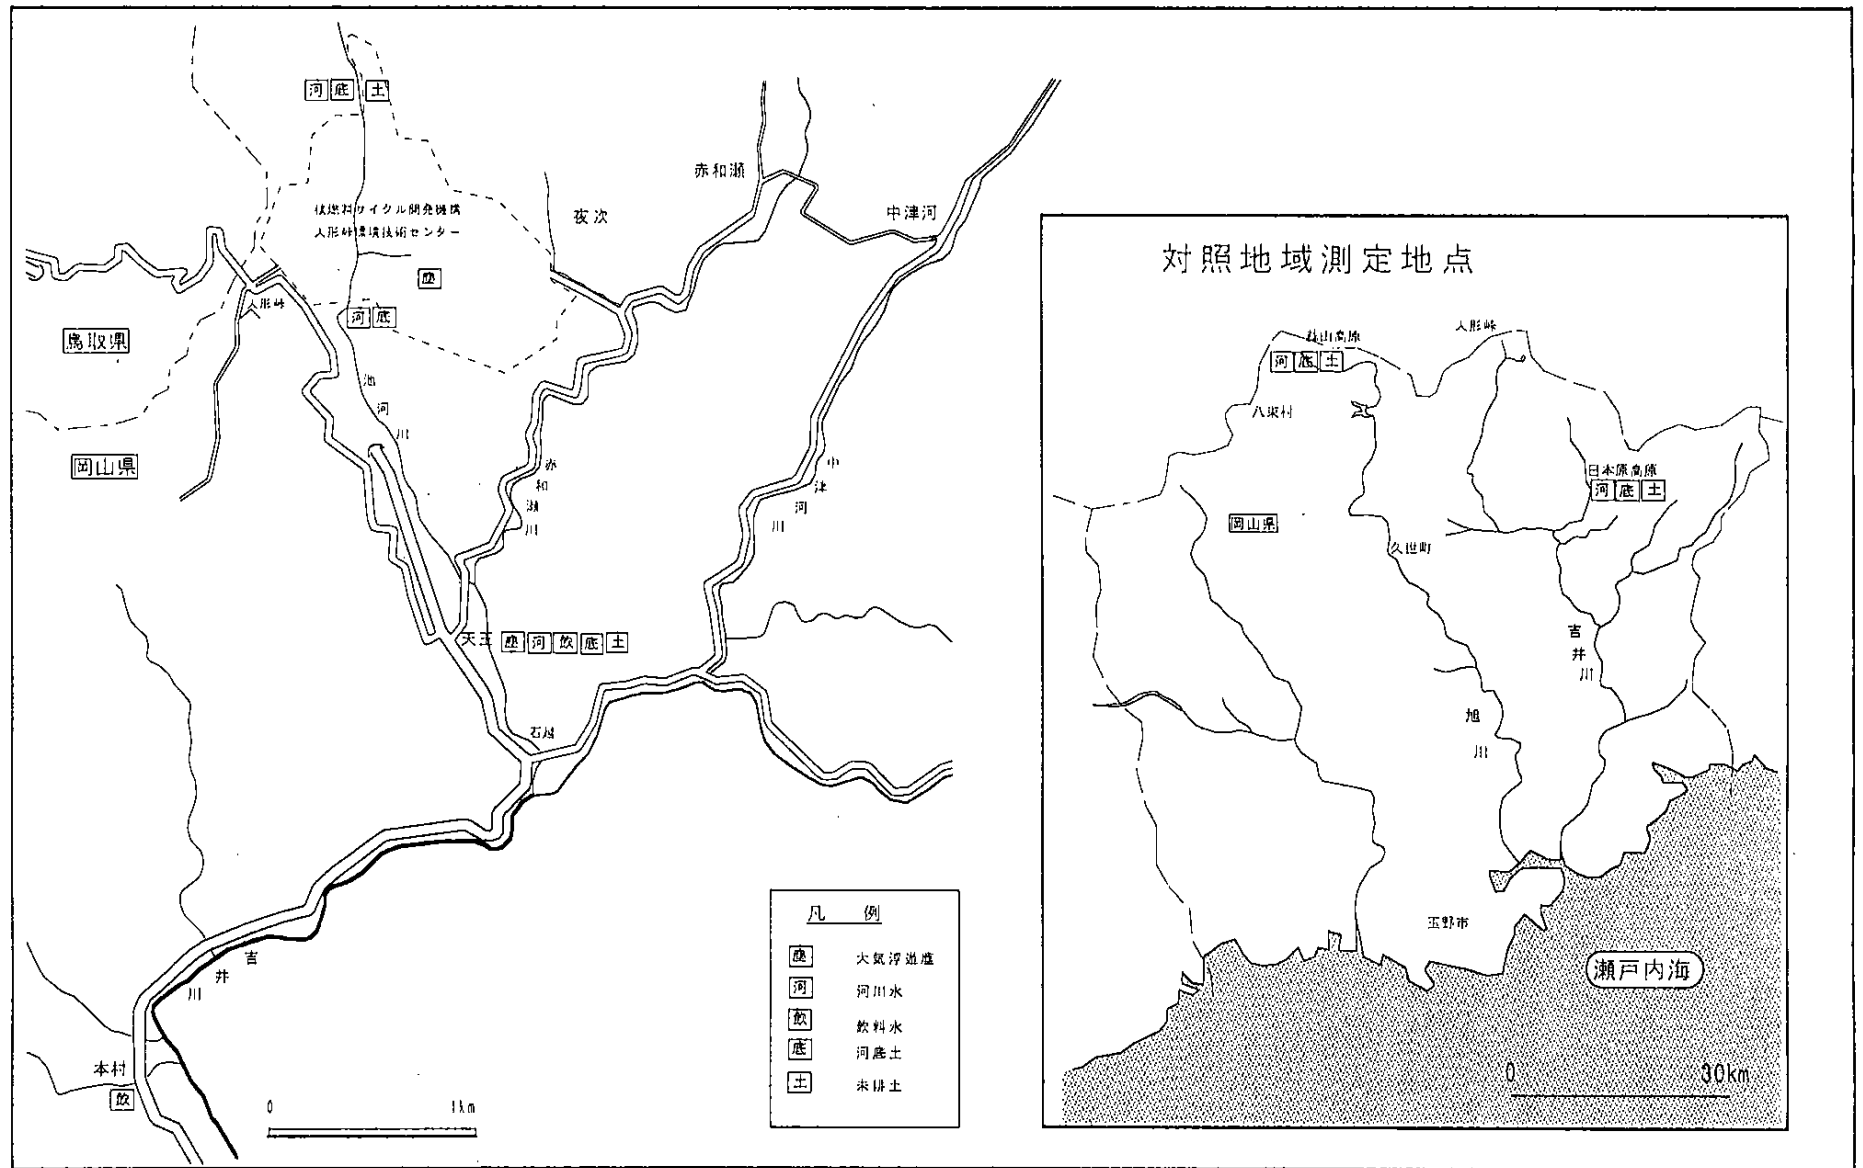 河 底 土
核燃料サイクル開発機構
人形峠環境技術センター
塵
河 底
人形峠
鳥取県
岡山県
夜次
赤和瀬
中津河
池河川
赤和瀬川
中津河川
天王 塵 河 飲 底 土
石越
吉井川
本村
飲
0 1km
凡 例
塵 大気浮遊塵
河 河川水
飲 飲料水
底 河底土
土 未耕土
対照地域測定地点
蒜山高原
河 底 土
人形峠
八束村
日本原高原
河 底 土
岡山県
久世町
吉井川
旭川
玉野市
瀬戸内海
0 30km